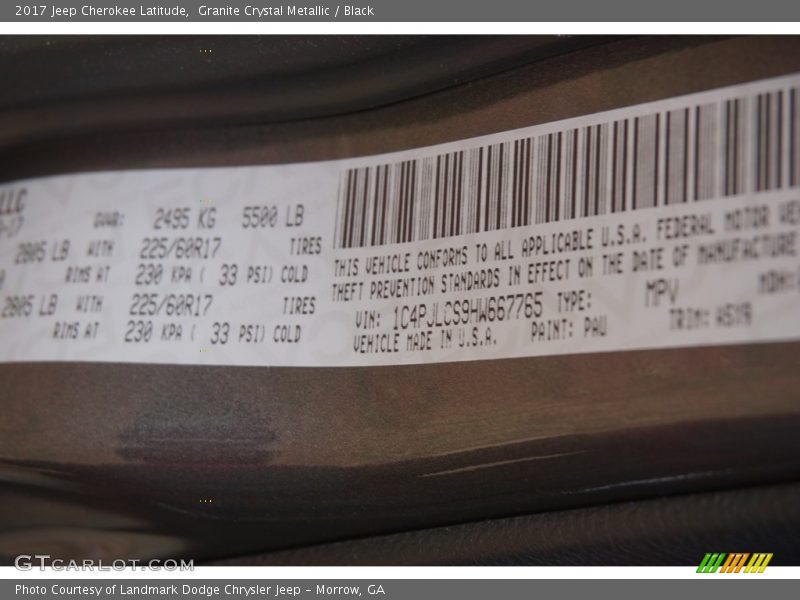 2017 Jeep Cherokee Latitude, Granite Crystal Metallic / Black
LLC
GVWR: 2495 KG 5500 LB
2805 LB WITH 225/60R17 TIRES
RIMS AT 230 KPA ( 33 PSI) COLD
2805 LB WITH 225/60R17 TIRES
RIMS AT 230 KPA ( 33 PSI) COLD
THIS VEHICLE CONFORMS TO ALL APPLICABLE U.S.A. FEDERAL MOTOR
THEFT PREVENTION STANDARDS IN EFFECT ON THE DATE OF MANUFACTURE
VIN: 1C4PJLCS9HW667765 TYPE: MPV
VEHICLE MADE IN U.S.A. PAINT: PAU TRIM:
GTCARLOT.COM
Photo Courtesy of Landmark Dodge Chrysler Jeep – Morrow, GA